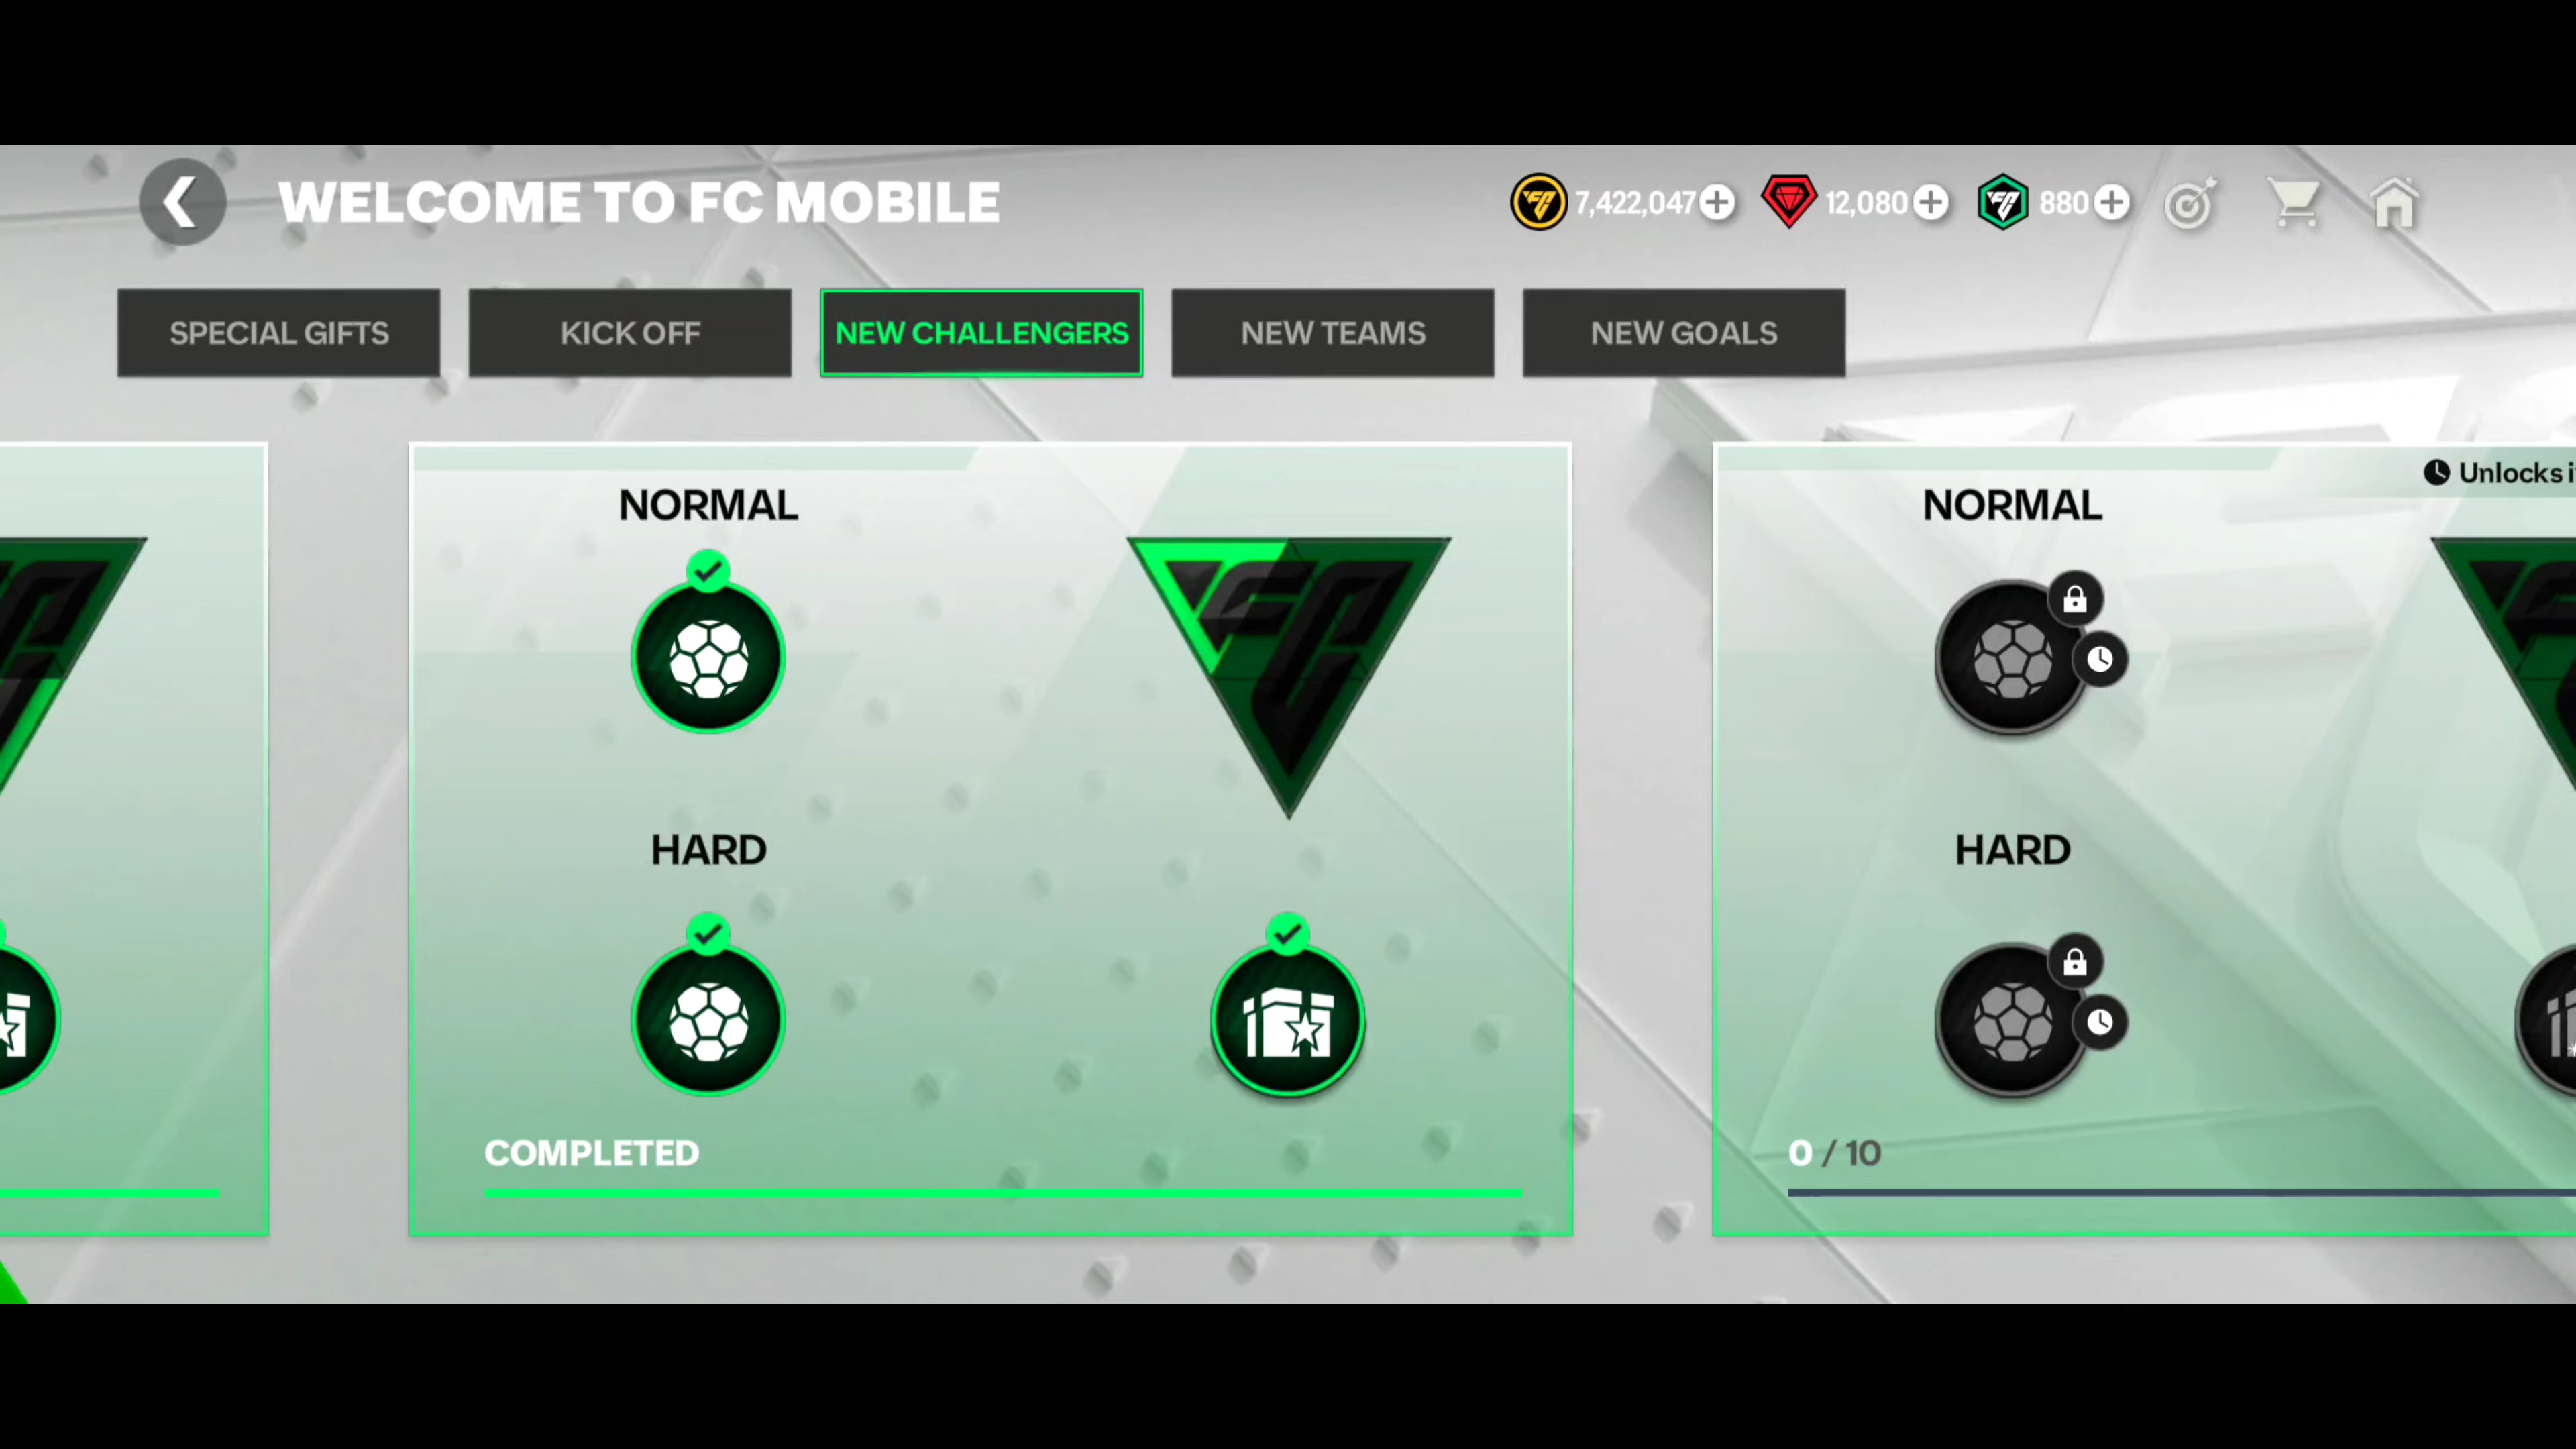 WELCOME TO FC MOBILE
7,422,047
12,080
880
SPECIAL GIFTS
KICK OFF
NEW CHALLENGERS
NEW TEAMS
NEW GOALS
NORMAL
HARD
COMPLETED
Unlocks i
NORMAL
HARD
0 / 10